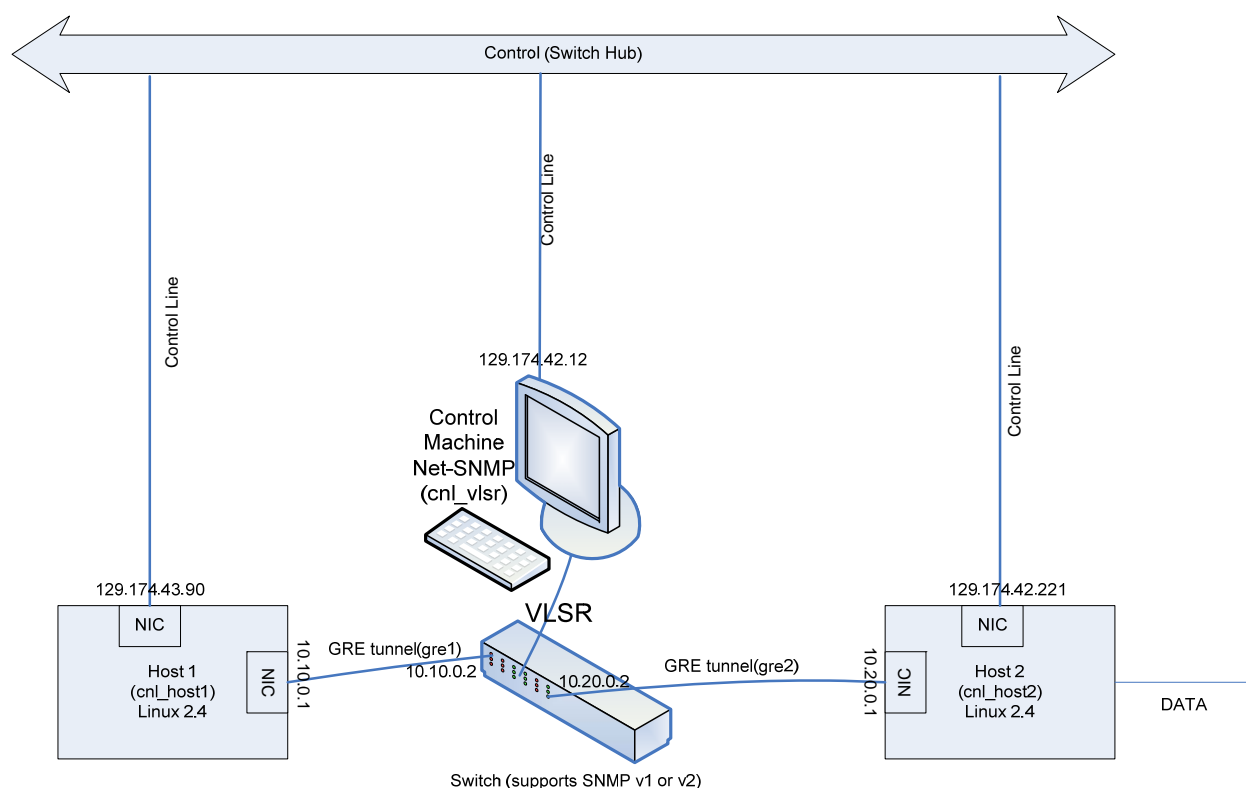 Control (Switch Hub)
Control Line
Control Line
Control Line
129.174.42.12
Control
Machine
Net-SNMP
(cnl_vlsr)
129.174.43.90
NIC
Host 1
(cnl_host1)
Linux 2.4
NIC
10.10.0.1
GRE tunnel(gre1)
10.10.0.2
VLSR
10.20.0.2
GRE tunnel(gre2)
10.20.0.1
NIC
129.174.42.221
NIC
Host 2
(cnl_host2)
Linux 2.4
DATA
Switch (supports SNMP v1 or v2)